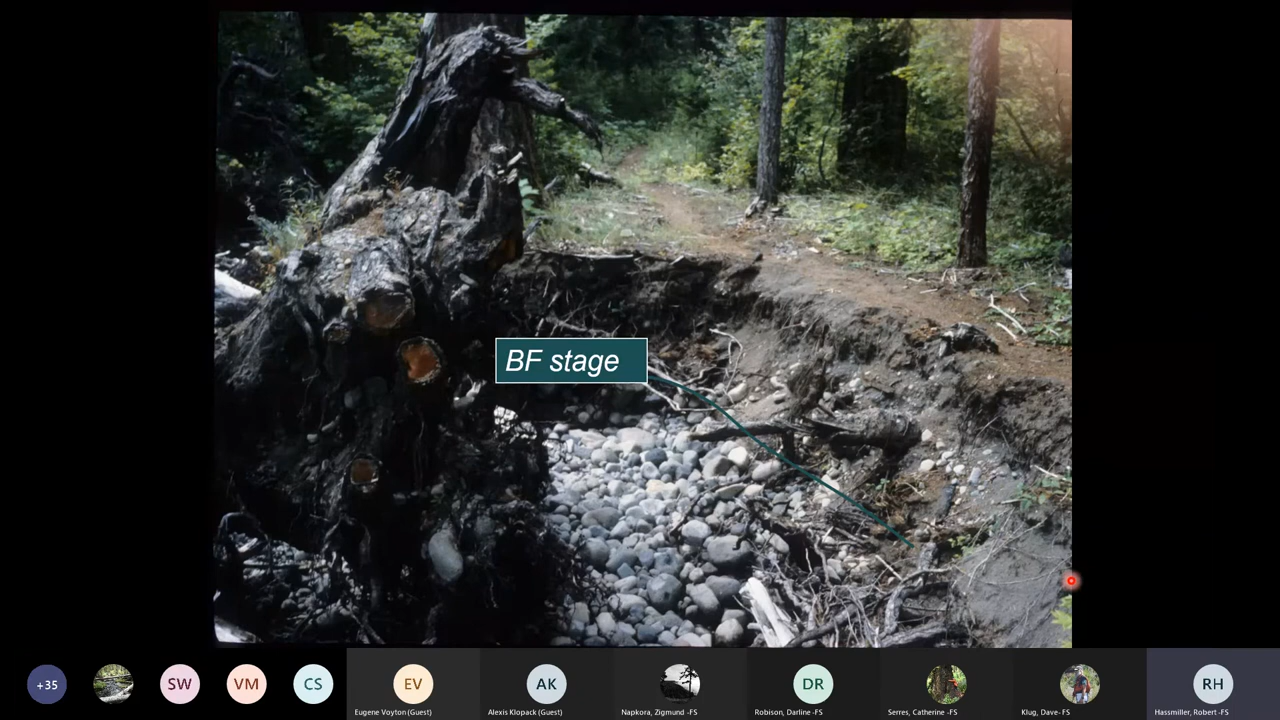 BF stage
+35
SW
VM
CS
EV
AK
DR
RH
Eugene Voyton (Guest)
Alexis Klopack (Guest)
Napkora, Zigmund -FS
Robison, Darline -FS
Serres, Catherine -FS
Klug, Dave- FS
Hassmiller, Robert -FS